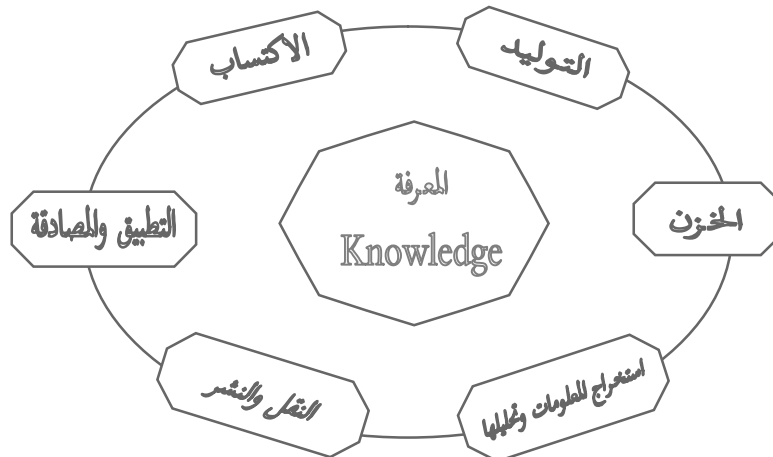 الاكتساب
التوليد
المعرفة
Knowledge
الخزن
التطبيق والمصادقة
استخراج المعلومات وتحليلها
النقل والنشر